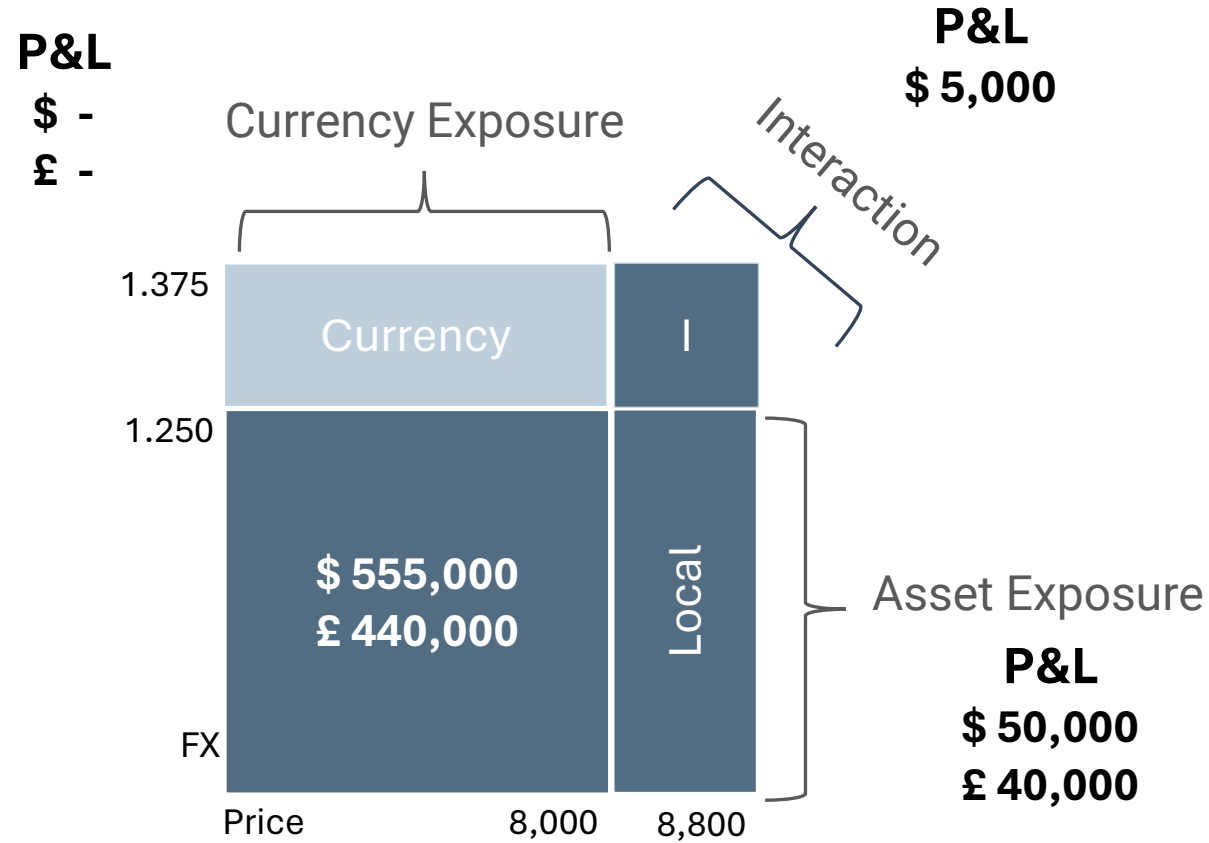 P&L
$ -
£ -
Currency Exposure
P&L
$ 5,000
Interaction
1.375
Currency
I
1.250
$ 555,000
£ 440,000
Local
Asset Exposure
P&L
$ 50,000
£ 40,000
FX
Price
8,000
8,800